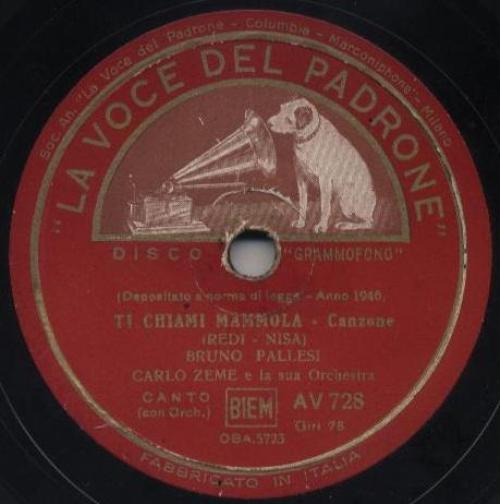 Soc. An. "La Voce del Padrone - Columbia - Marconiphone" - Milano
"LA VOCE DEL PADRONE"
DISCO "GRAMMOFONO"
(Depositato a norma di legge - Anno 1946)
TI CHIAMI MAMMOLA - Canzone
(REDI - NISA)
BRUNO PALLESI
CARLO ZEME e la sua Orchestra
CANTO BIEM AV 728
(con Orch.) Giri 78
OBA.5723
FABBRICATO IN ITALIA